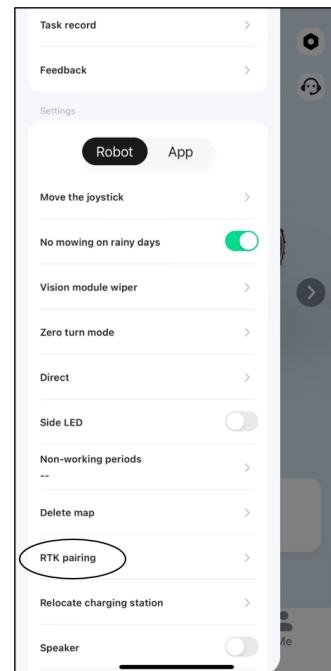 Task record
Feedback
Settings
Robot App
Move the joystick
No mowing on rainy days
Vision module wiper
Zero turn mode
Direct
Side LED
Non-working periods
--
Delete map
RTK pairing
Relocate charging station
Speaker
Me